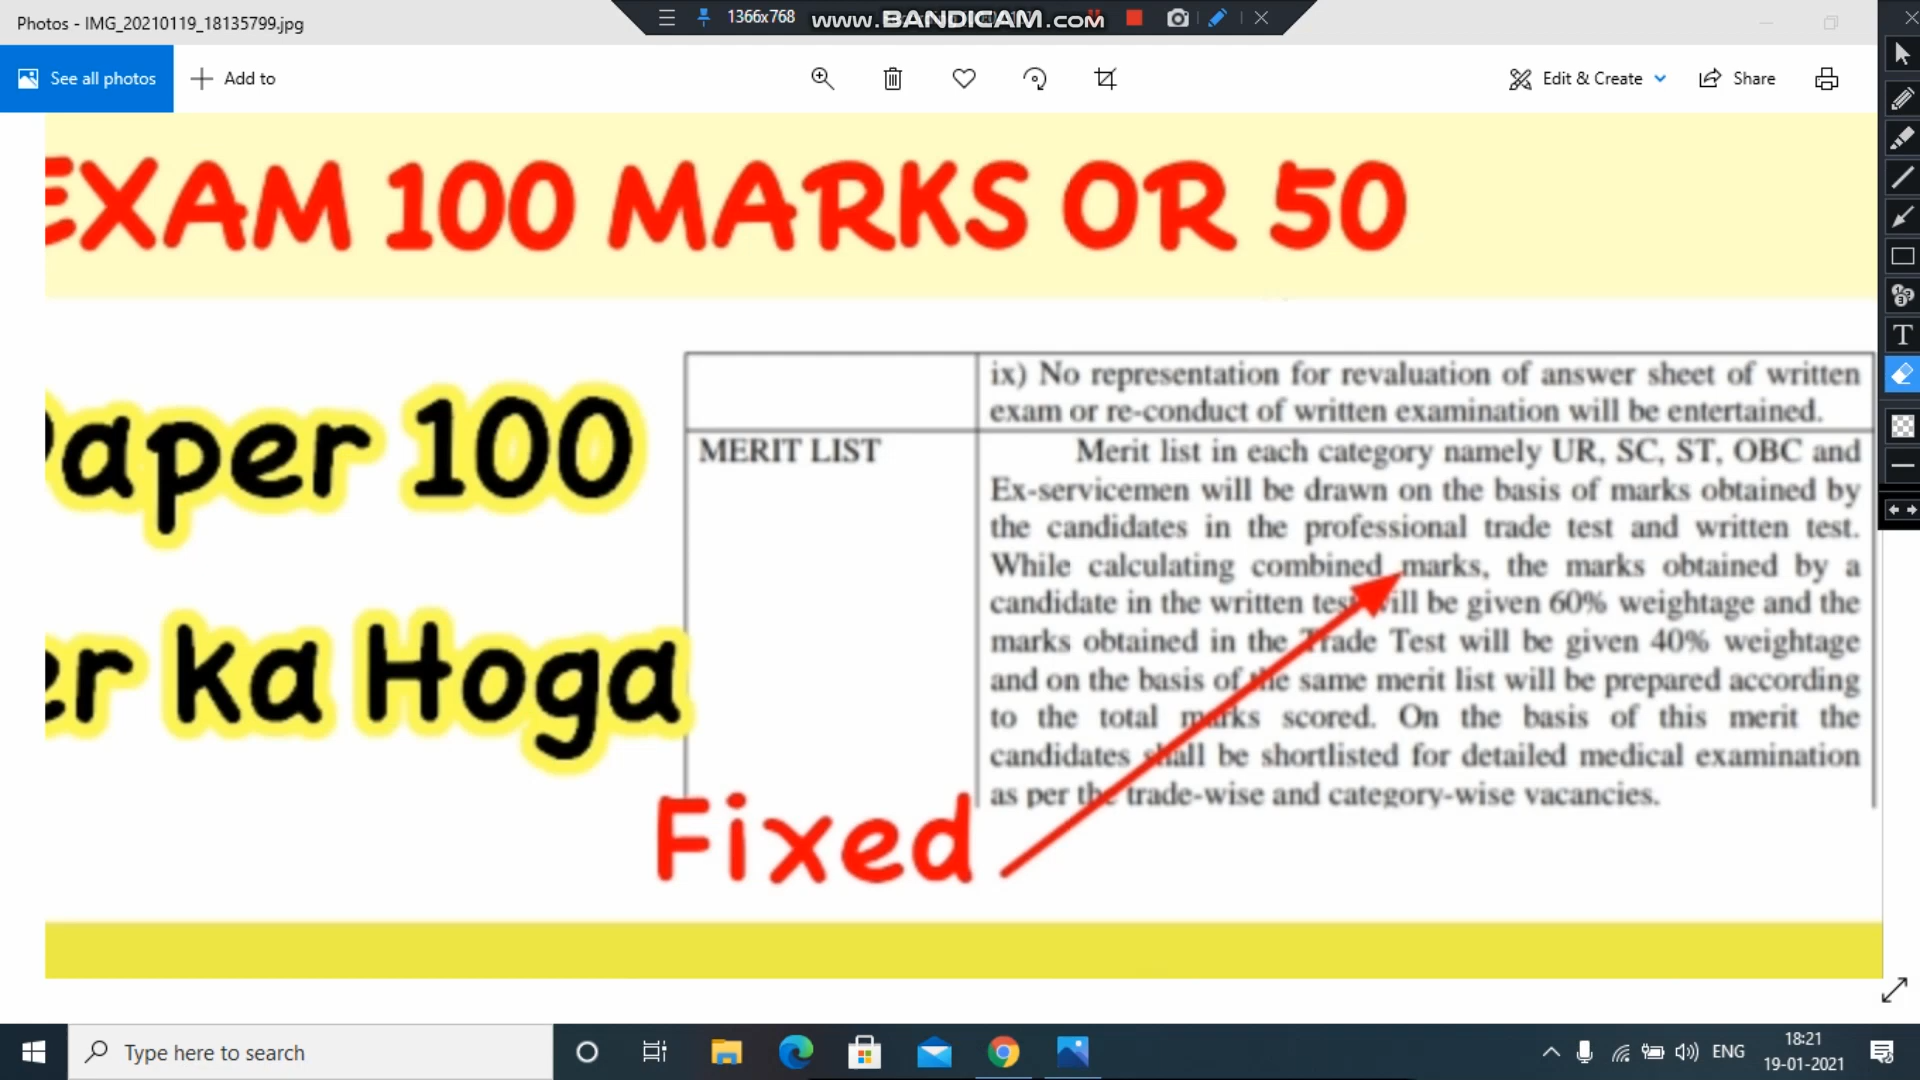 Photos - IMG_20210119_18135799.jpg
1366x768
www.BANDICAM.com
See all photos
Add to
Edit & Create
Share
EXAM 100 MARKS OR 50
Paper 100
er ka Hoga
ix) No representation for revaluation of answer sheet of written
exam or re-conduct of written examination will be entertained.
MERIT LIST
Merit list in each category namely UR, SC, ST, OBC and
Ex-servicemen will be drawn on the basis of marks obtained by
the candidates in the professional trade test and written test.
While calculating combined marks, the marks obtained by a
candidate in the written test will be given 60% weightage and the
marks obtained in the Trade Test will be given 40% weightage
and on the basis of the same merit list will be prepared according
to the total marks scored. On the basis of this merit the
candidates shall be shortlisted for detailed medical examination
as per the trade-wise and category-wise vacancies.
Fixed
Type here to search
ENG
18:21
19-01-2021